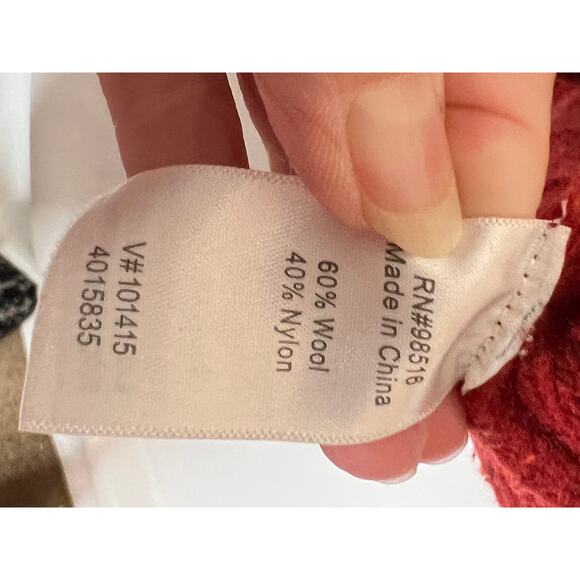 RN#98516
Made in China
60% Wool
40% Nylon
V# 101415
4015835